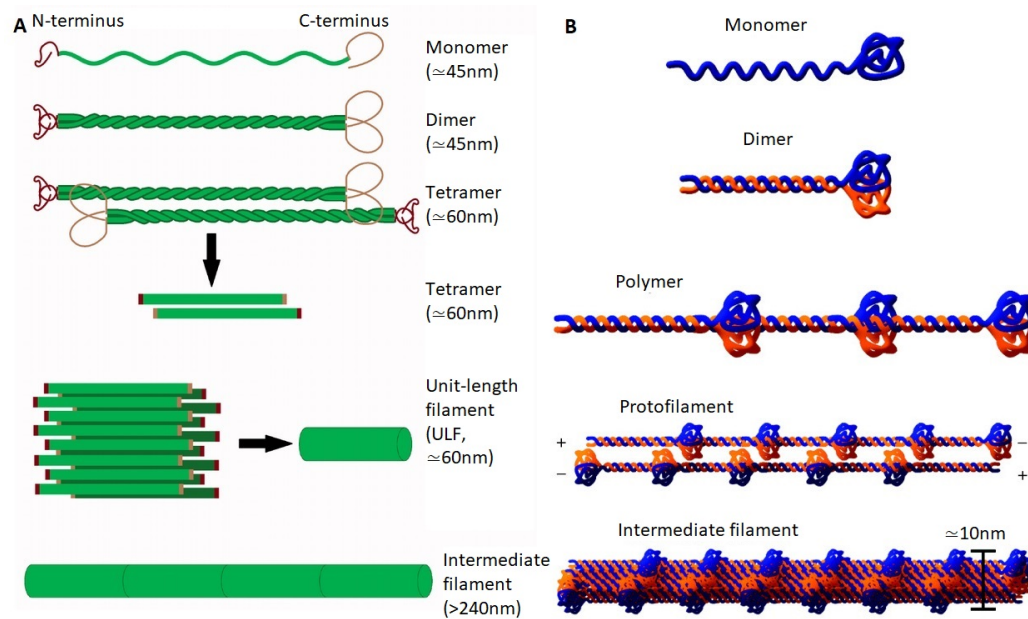 A
N-terminus
C-terminus
Monomer
(≃45nm)
Dimer
(≃45nm)
Tetramer
(≃60nm)
Tetramer
(≃60nm)
Unit-length
filament
(ULF,
≃60nm)
Intermediate
filament
(>240nm)
B
Monomer
Dimer
Polymer
Protofilament
+
−
−
+
Intermediate filament
≃10nm